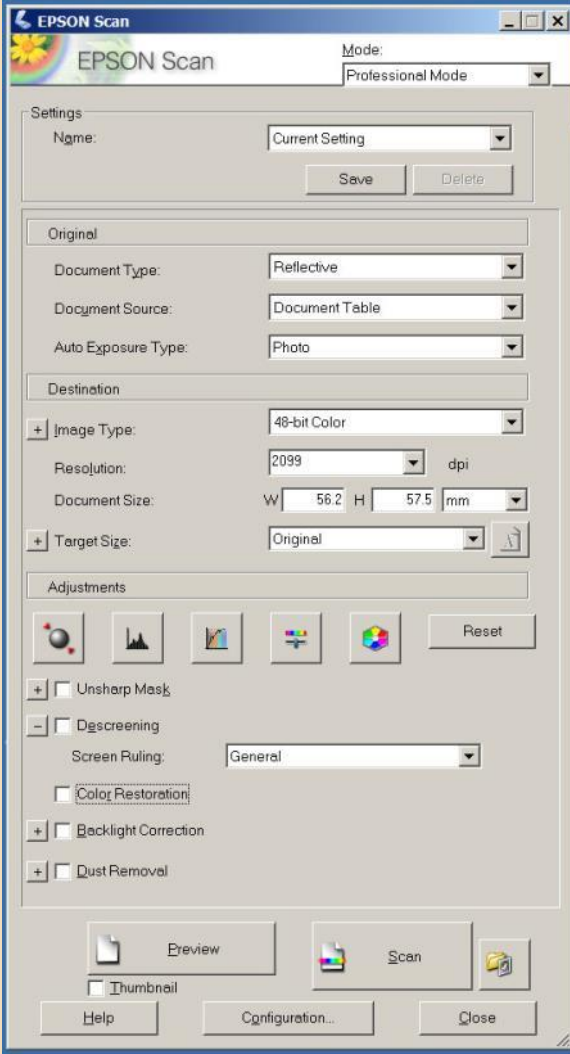 EPSON Scan
EPSON Scan
Mode:
Professional Mode
Settings
Name: Current Setting
Save Delete
Original
Document Type: Reflective
Document Source: Document Table
Auto Exposure Type: Photo
Destination
+ Image Type: 48-bit Color
Resolution: 2099 dpi
Document Size: W 56.2 H 57.5 mm
+ Target Size: Original
Adjustments
Reset
+ Unsharp Mask
- Descreening
Screen Ruling: General
Color Restoration
+ Backlight Correction
+ Dust Removal
Preview Scan
Thumbnail
Help Configuration... Close